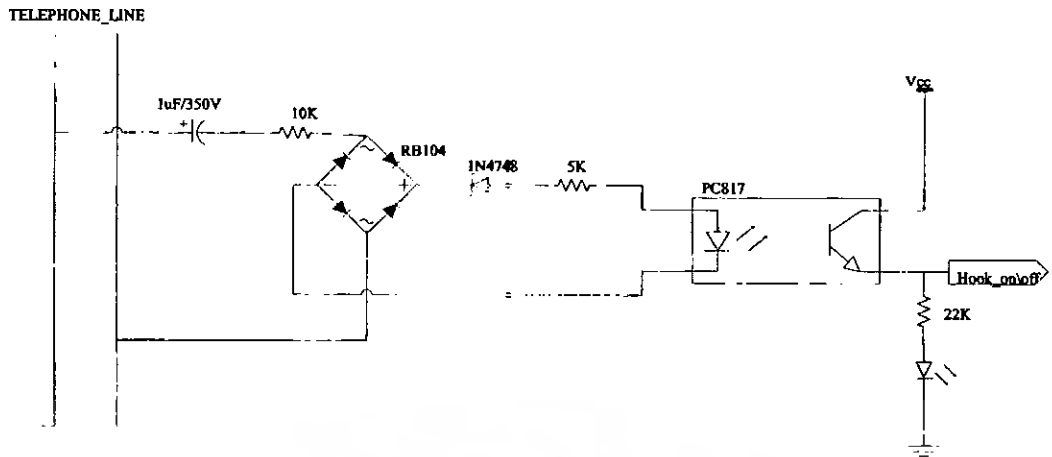 TELEPHONE_LINE
1uF/350V
10K
RB104
1N4748
5K
PC817
Vcc
Hook_on\off
22K